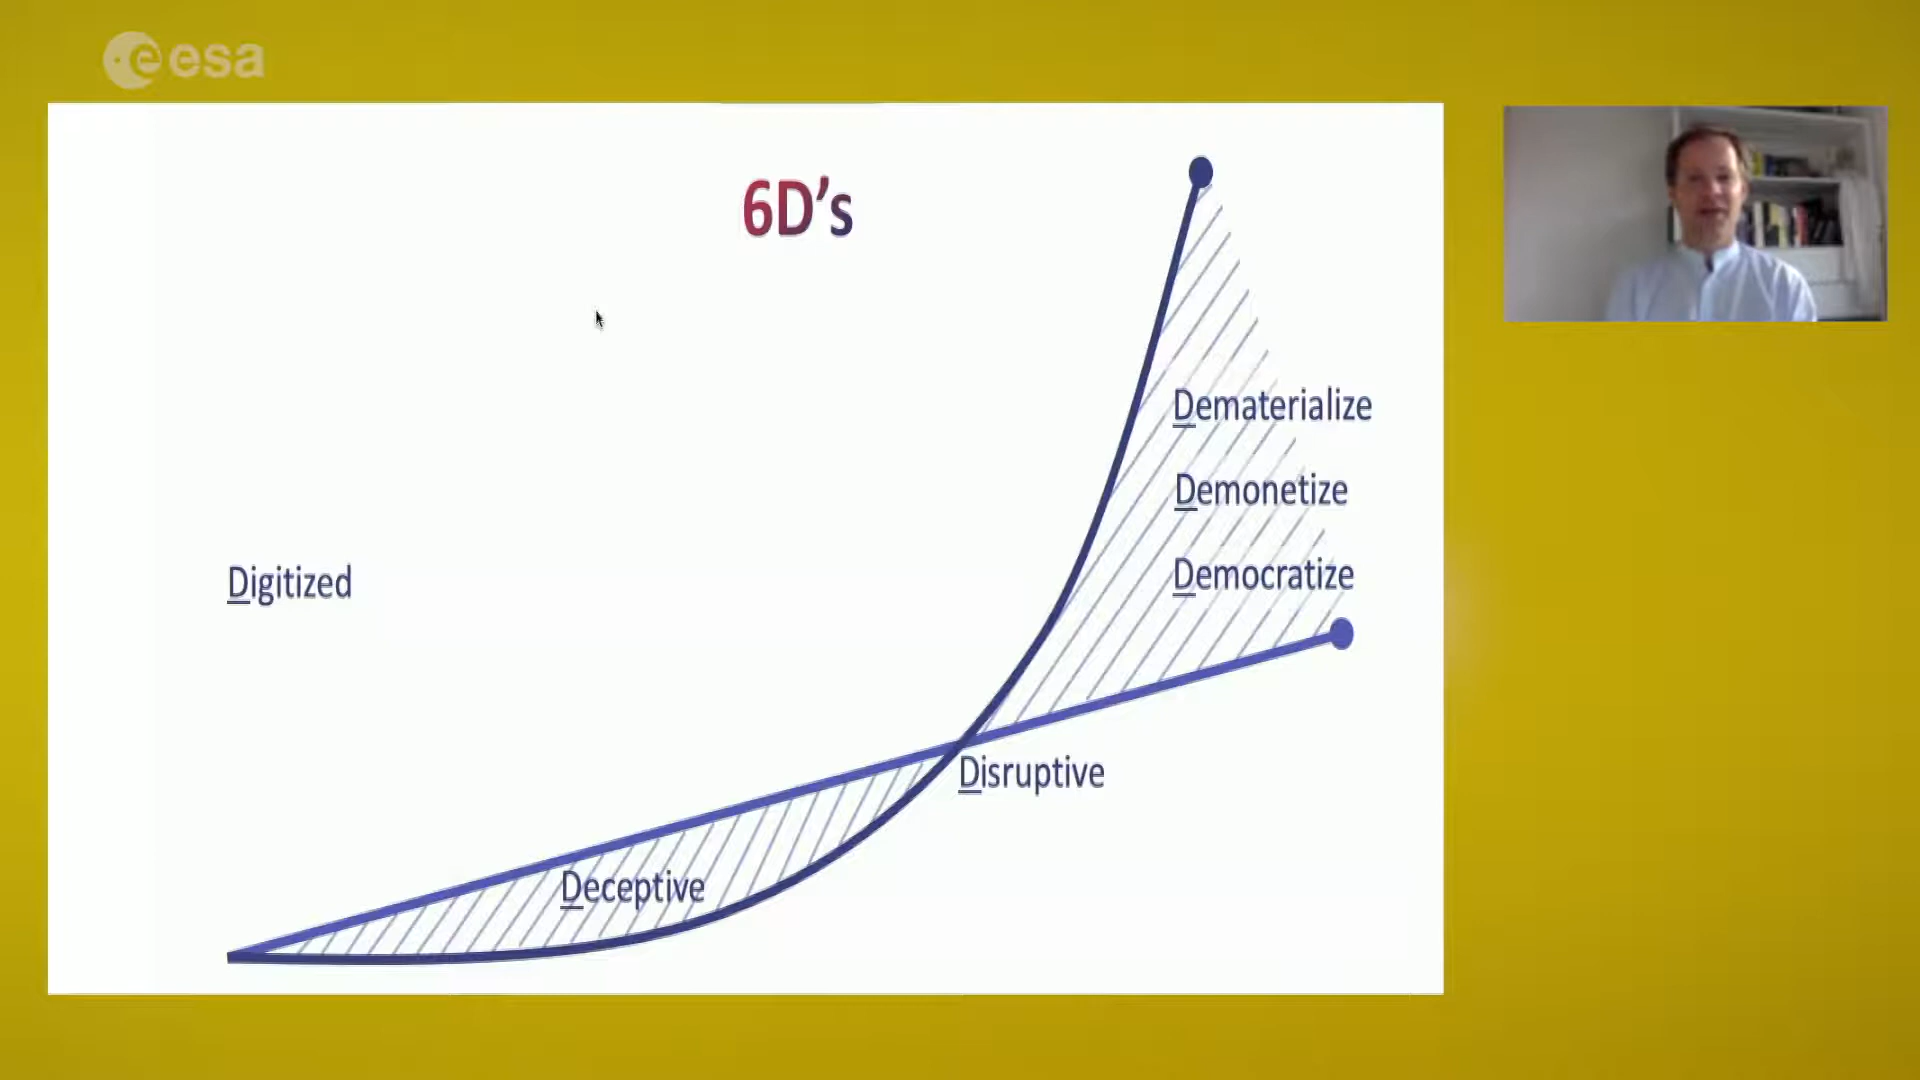 esa
6D's
Dematerialize
Demonetize
Digitized
Democratize
Disruptive
Deceptive